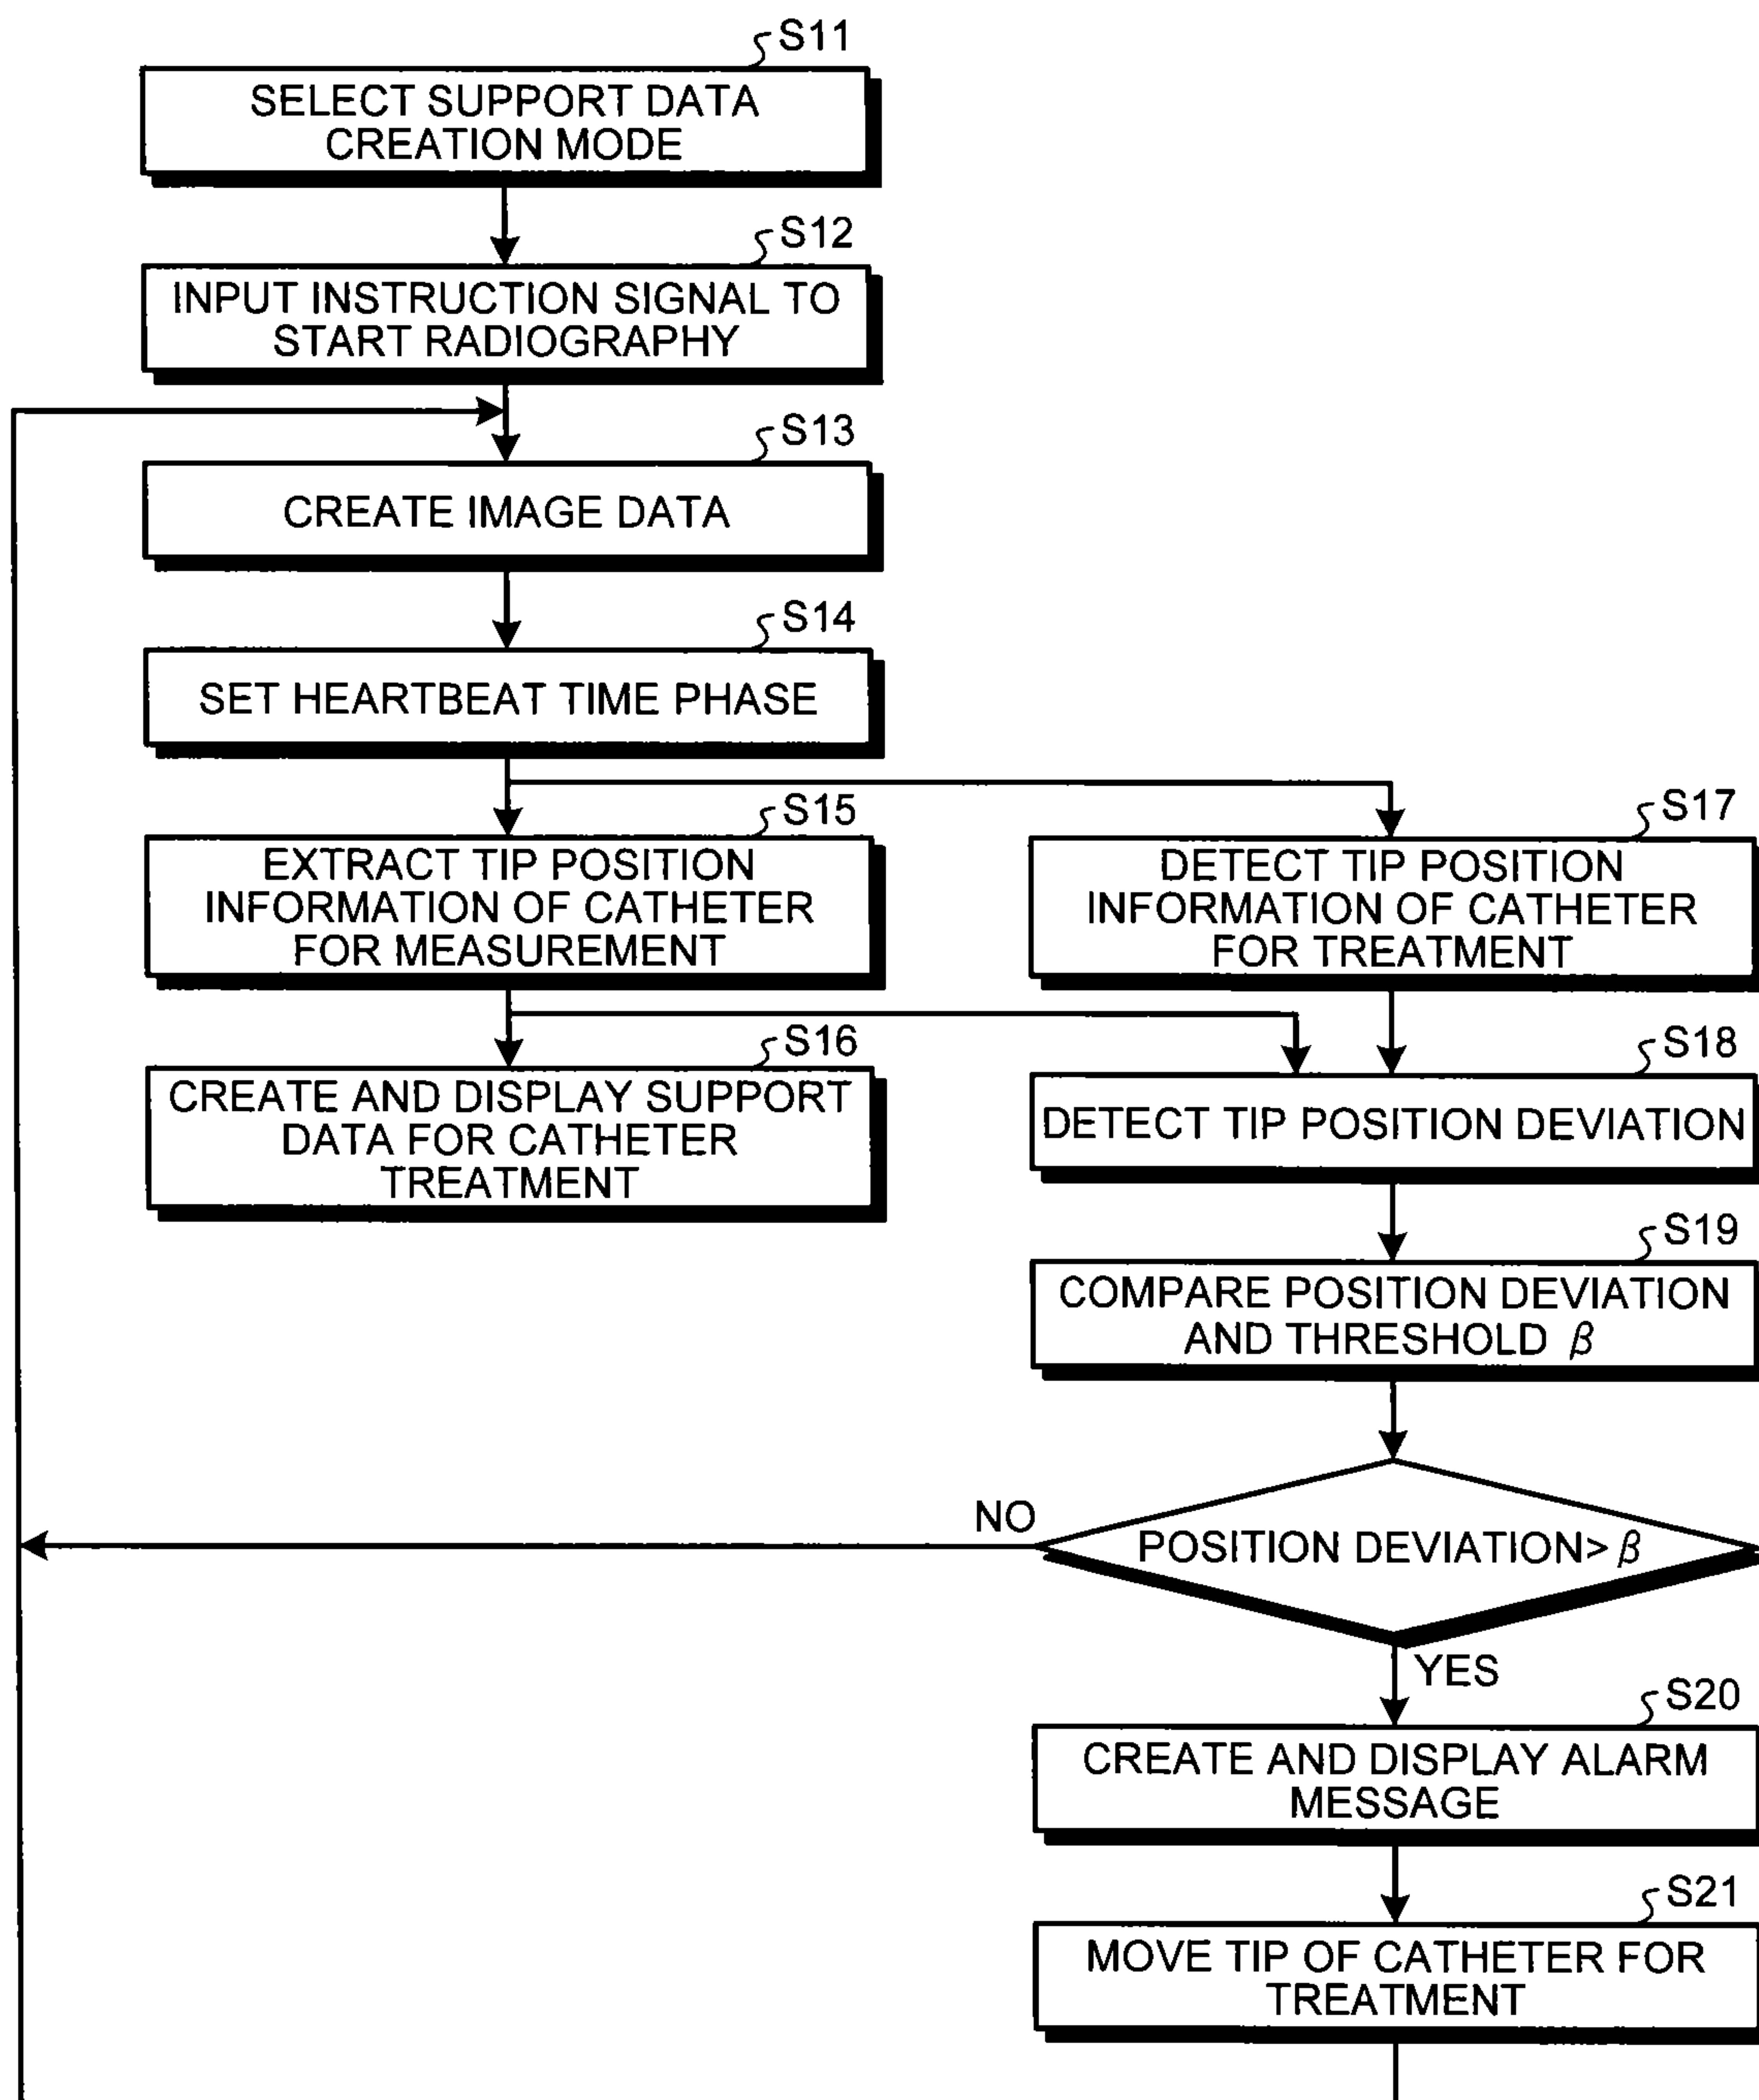 S11
SELECT SUPPORT DATA
CREATION MODE
S12
INPUT INSTRUCTION SIGNAL TO
START RADIOGRAPHY
S13
CREATE IMAGE DATA
S14
SET HEARTBEAT TIME PHASE
S15
EXTRACT TIP POSITION
INFORMATION OF CATHETER
FOR MEASUREMENT
S17
DETECT TIP POSITION
INFORMATION OF CATHETER
FOR TREATMENT
S16
CREATE AND DISPLAY SUPPORT
DATA FOR CATHETER
TREATMENT
S18
DETECT TIP POSITION DEVIATION
S19
COMPARE POSITION DEVIATION
AND THRESHOLD β
NO
POSITION DEVIATION> β
YES
S20
CREATE AND DISPLAY ALARM
MESSAGE
S21
MOVE TIP OF CATHETER FOR
TREATMENT